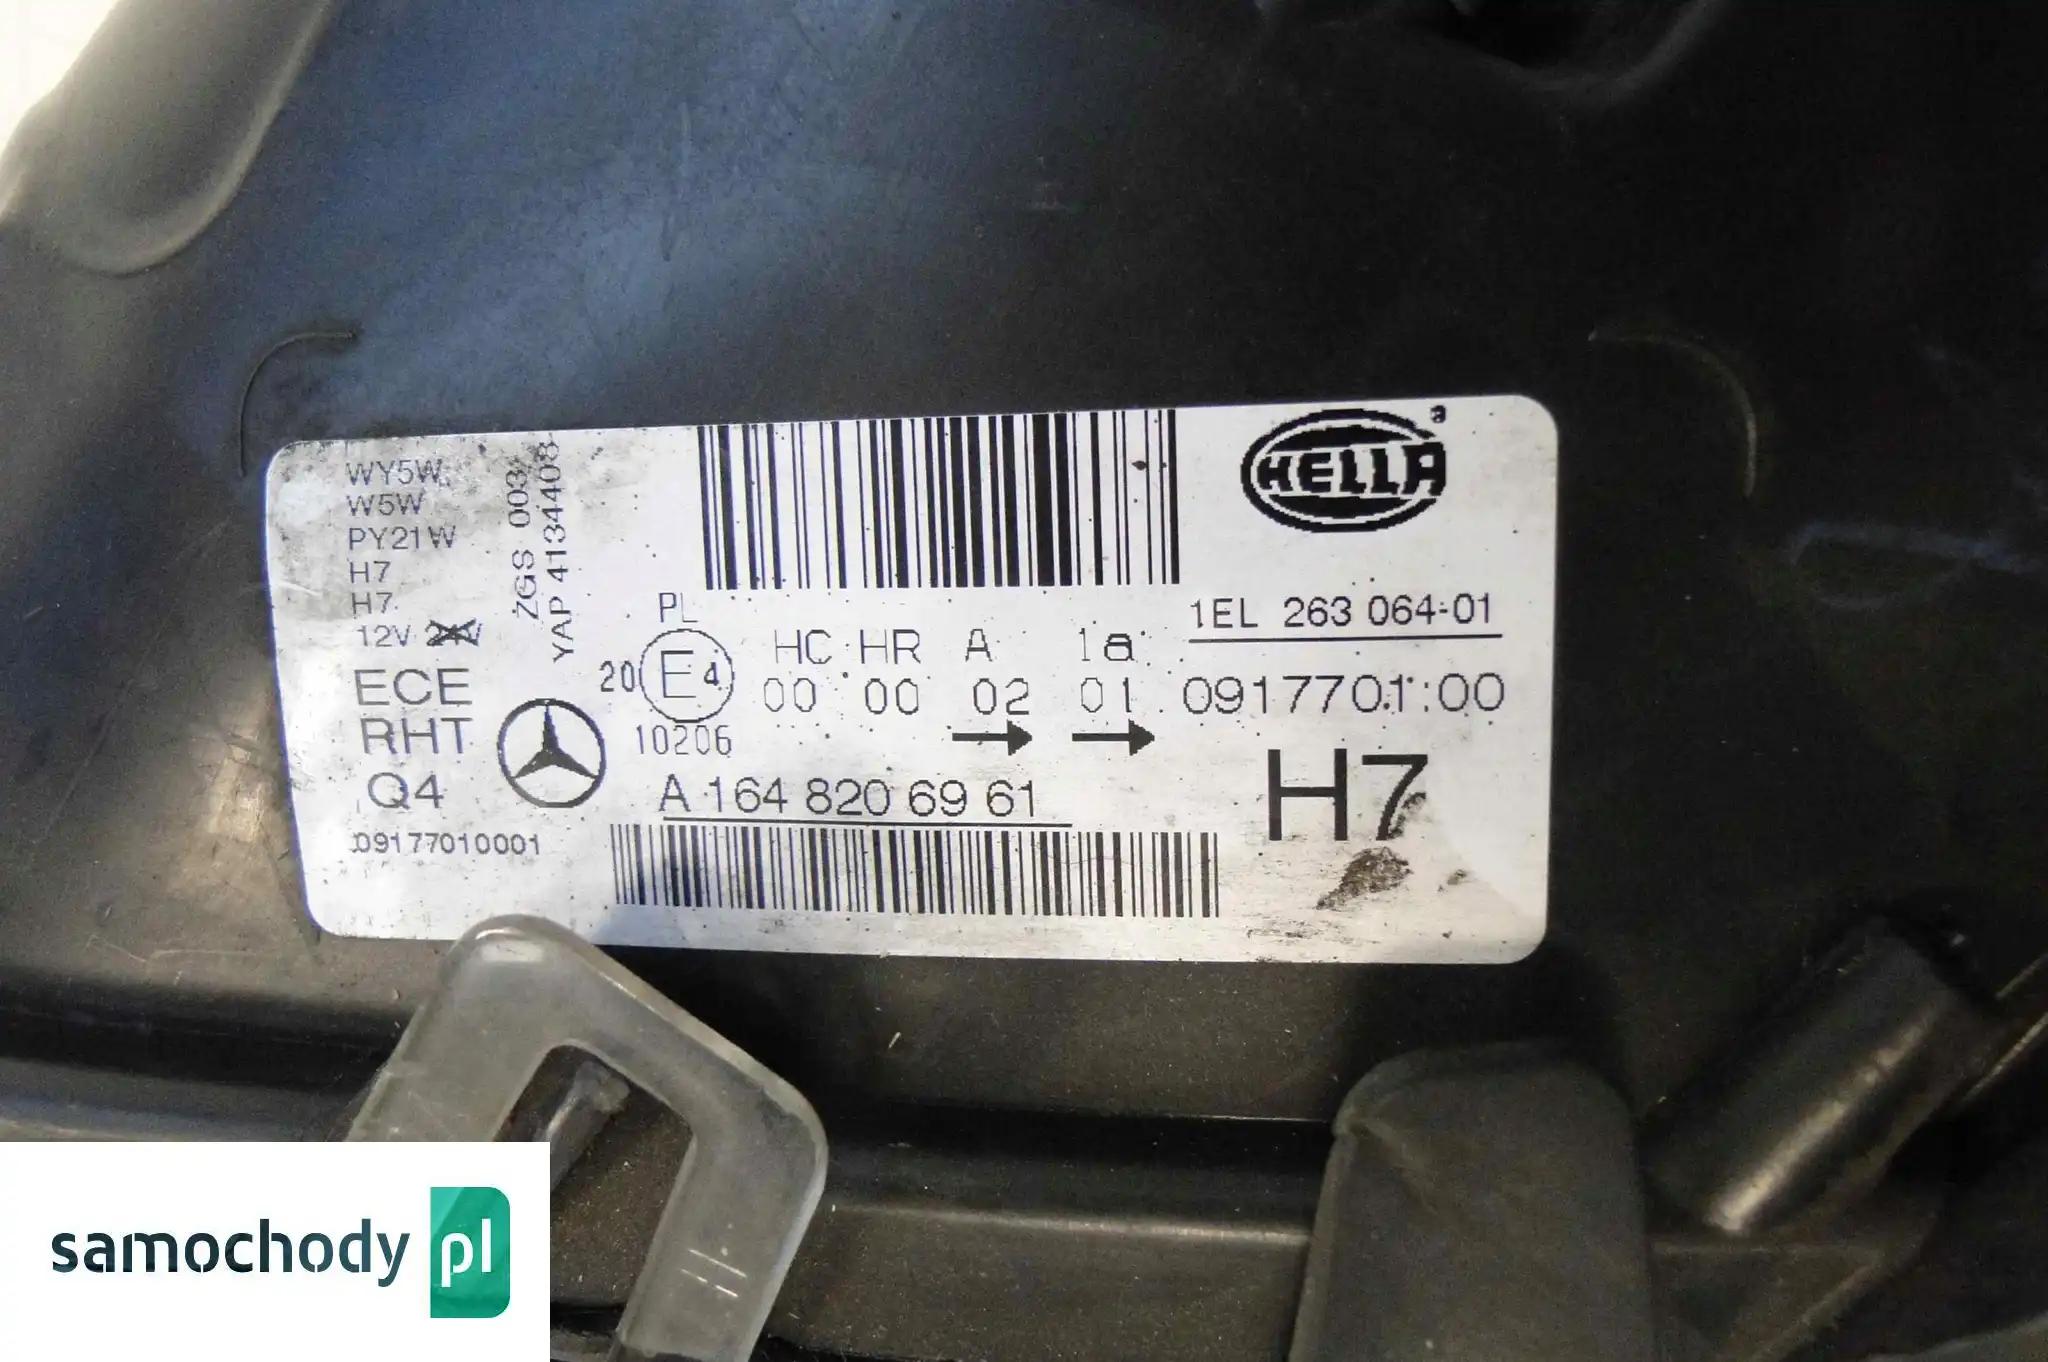 WY5W
W5W
PY21W
H7
H7
12V 24V
ECE
RHT
Q4
09177010001
ZGS 003
YAP 4134408
PL
20 E4
10206
HC HR A 1a
00 00 02 01
A 164 820 69 61
HELLA
1EL 263 064-01
0917701:00
H7
samochody pl